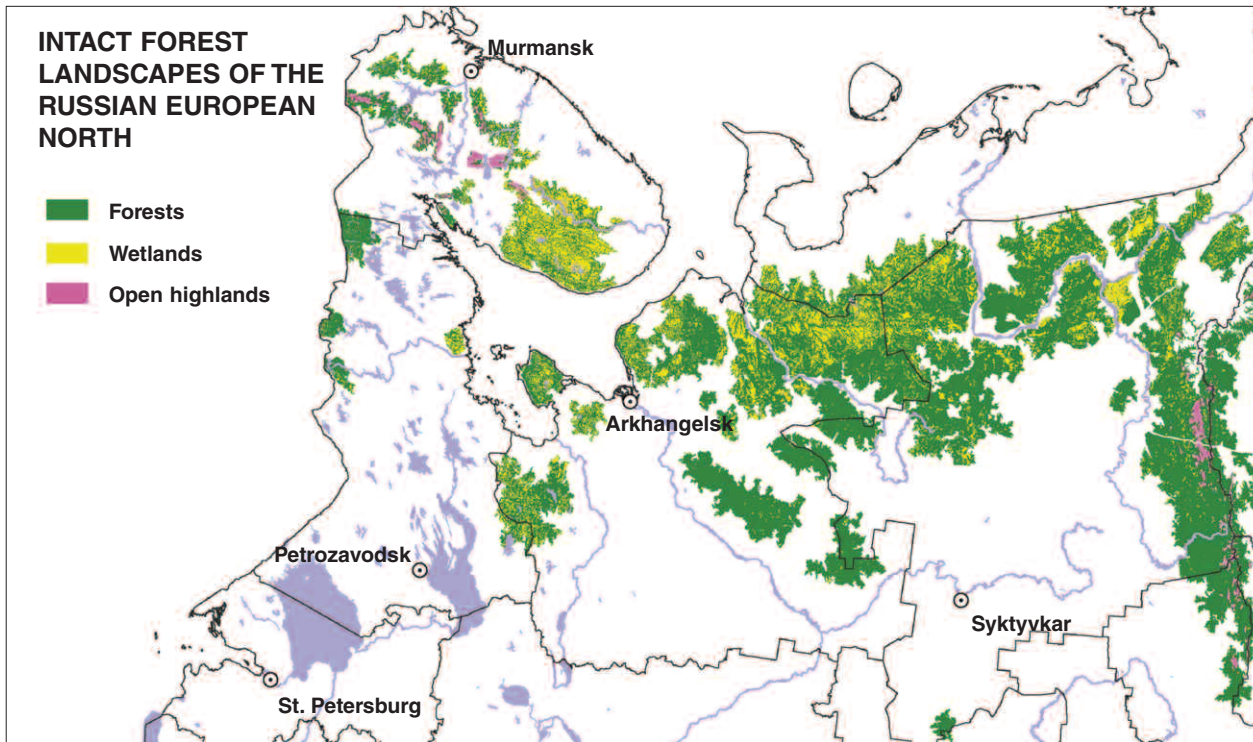 INTACT FOREST
LANDSCAPES OF THE
RUSSIAN EUROPEAN
NORTH
Forests
Wetlands
Open highlands
Murmansk
Arkhangelsk
Petrozavodsk
Syktyvkar
St. Petersburg